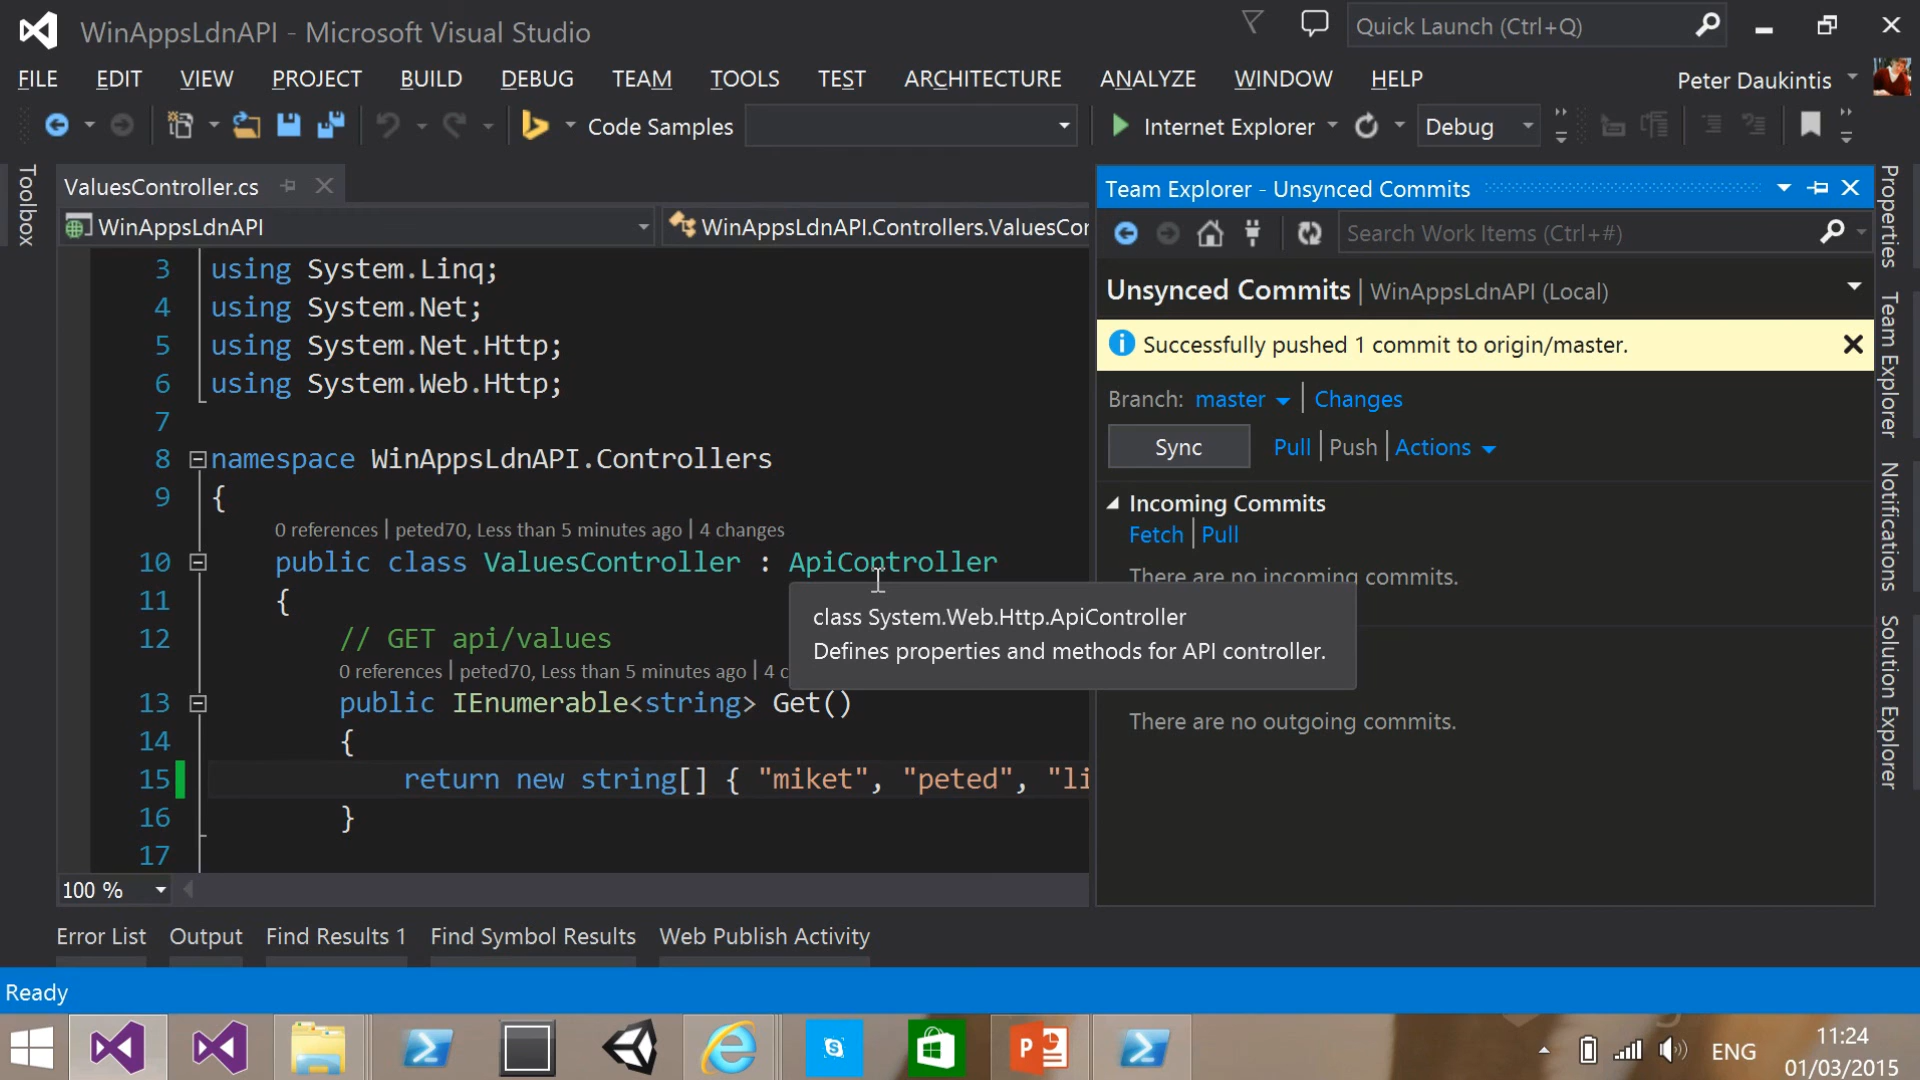 WinAppsLdnAPI - Microsoft Visual Studio
Quick Launch (Ctrl+Q)
FILE EDIT VIEW PROJECT BUILD DEBUG TEAM TOOLS TEST ARCHITECTURE ANALYZE WINDOW HELP
Peter Daukintis
Code Samples
Internet Explorer
Debug
Toolbox
ValuesController.cs
WinAppsLdnAPI
WinAppsLdnAPI.Controllers.ValuesCor
3 using System.Linq;
4 using System.Net;
5 using System.Net.Http;
6 using System.Web.Http;
7
8 namespace WinAppsLdnAPI.Controllers
9 {
0 references | peted70, Less than 5 minutes ago | 4 changes
10 public class ValuesController : ApiController
11 {
12 // GET api/values
0 references | peted70, Less than 5 minutes ago | 4 c
13 public IEnumerable<string> Get()
14 {
15 return new string[] { "miket", "peted", "li
16 }
17
class System.Web.Http.ApiController
Defines properties and methods for API controller.
100 %
Team Explorer - Unsynced Commits
Search Work Items (Ctrl+#)
Unsynced Commits | WinAppsLdnAPI (Local)
Successfully pushed 1 commit to origin/master.
Branch: master | Changes
Sync Pull | Push | Actions
Incoming Commits
Fetch | Pull
There are no incoming commits.
There are no outgoing commits.
Properties
Team Explorer
Notifications
Solution Explorer
Error List Output Find Results 1 Find Symbol Results Web Publish Activity
Ready
ENG
11:24
01/03/2015